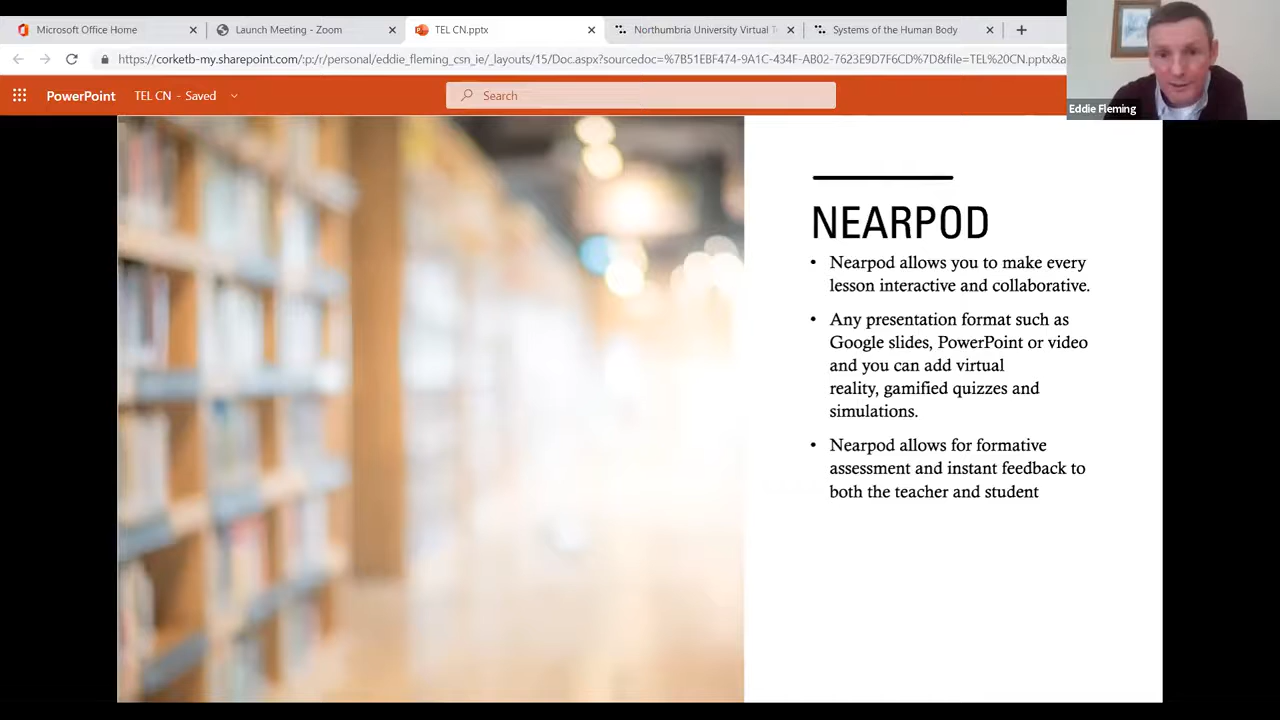 Microsoft Office Home
Launch Meeting - Zoom
TEL CN.pptx
Northumbria University Virtual T
Systems of the Human Body
https://corketb-my.sharepoint.com/:p:/r/personal/eddie_fleming_csn_ie/_layouts/15/Doc.aspx?sourcedoc=%7B51EBF474-9A1C-434F-AB02-7623E9D7F6CD%7D&file=TEL%20CN.pptx&a
PowerPoint
TEL CN - Saved
Search
Eddie Fleming
NEARPOD
• Nearpod allows you to make every
lesson interactive and collaborative.
• Any presentation format such as
Google slides, PowerPoint or video
and you can add virtual
reality, gamified quizzes and
simulations.
• Nearpod allows for formative
assessment and instant feedback to
both the teacher and student